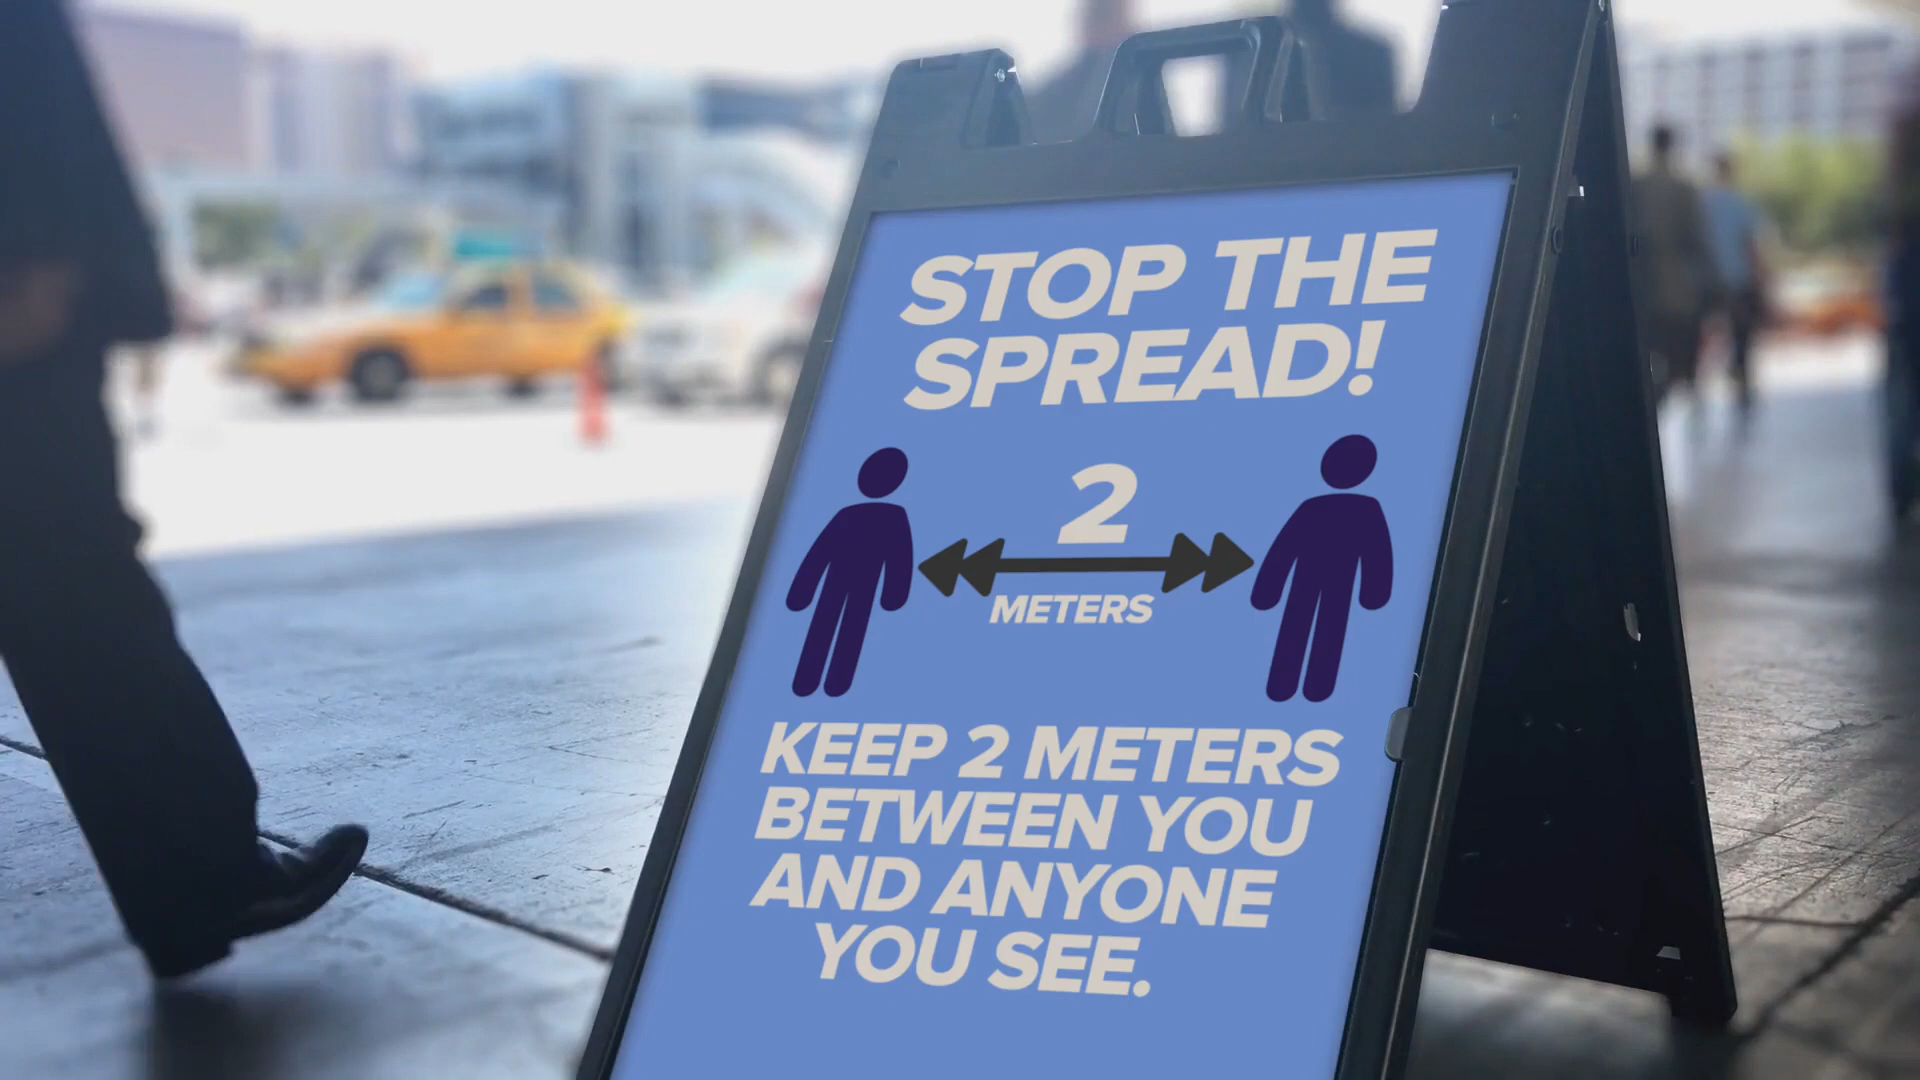 STOP THE
SPREAD!
2
METERS
KEEP 2 METERS
BETWEEN YOU
AND ANYONE
YOU SEE.